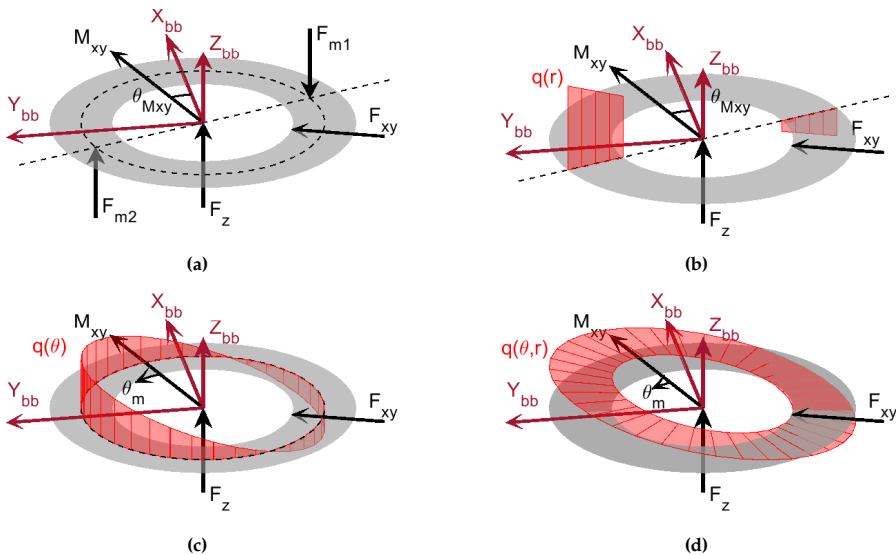 X_bb
M_xy
Z_bb
F_m1
θ_Mxy
Y_bb
F_xy
F_m2
F_z
(a)
X_bb
M_xy
Z_bb
q(r)
θ_Mxy
Y_bb
F_xy
F_z
(b)
X_bb
M_xy
Z_bb
q(θ)
θ_m
Y_bb
F_xy
F_z
(c)
X_bb
M_xy
Z_bb
q(θ,r)
θ_m
Y_bb
F_xy
F_z
(d)